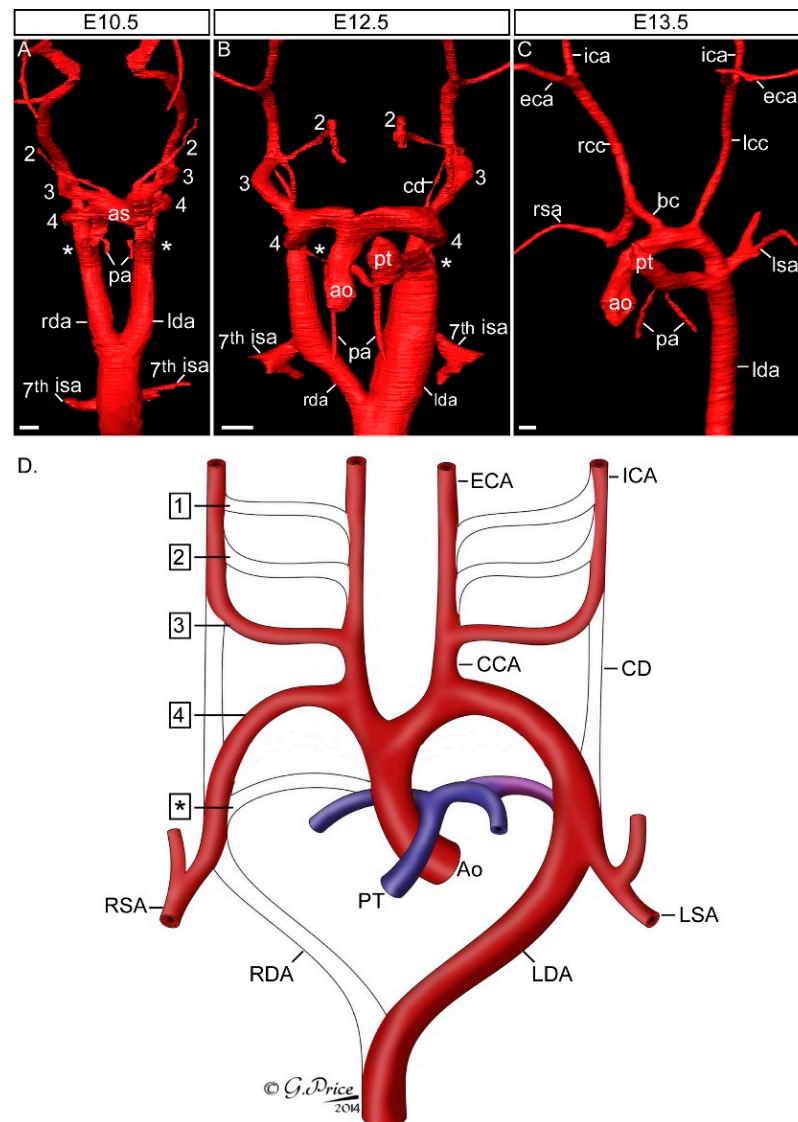 E10.5
E12.5
E13.5
A
2
2
3
3
4
4
as
*
*
pa
rda
lda
7th isa
7th isa
B
2
2
3
3
cd
4
4
*
*
pt
ao
7th isa
7th isa
pa
rda
lda
C
ica
ica
eca
eca
rcc
lcc
rsa
bc
lsa
pt
ao
pa
lda
D.
ECA
ICA
1
2
3
CCA
CD
4
*
Ao
PT
RSA
LSA
RDA
LDA
© G.Price
2014